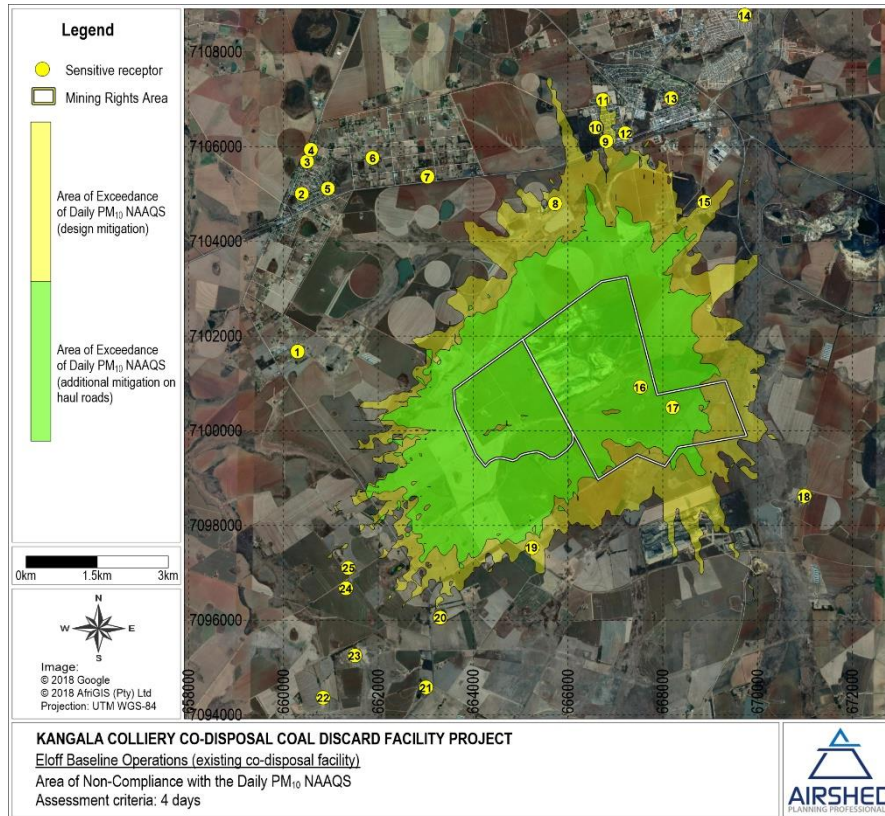 Legend
Sensitive receptor
Mining Rights Area
Area of Exceedance
of Daily PM₁₀ NAAQS
(design mitigation)
Area of Exceedance
of Daily PM₁₀ NAAQS
(additional mitigation on
haul roads)
0km 1.5km 3km
N
W E
S
Image:
© 2018 Google
© 2018 AfriGIS (Pty) Ltd
Projection: UTM WGS-84
7108000
7106000
7104000
7102000
7100000
7098000
7096000
7094000
658000
660000
662000
664000
666000
668000
670000
672000
14
13
11
10
12
9
4
3
6
7
2
5
8
15
1
16
17
18
19
25
24
20
23
21
22
KANGALA COLLIERY CO-DISPOSAL COAL DISCARD FACILITY PROJECT
Eloff Baseline Operations (existing co-disposal facility)
Area of Non-Compliance with the Daily PM₁₀ NAAQS
Assessment criteria: 4 days
AIRSHED
PLANNING PROFESSIONAL